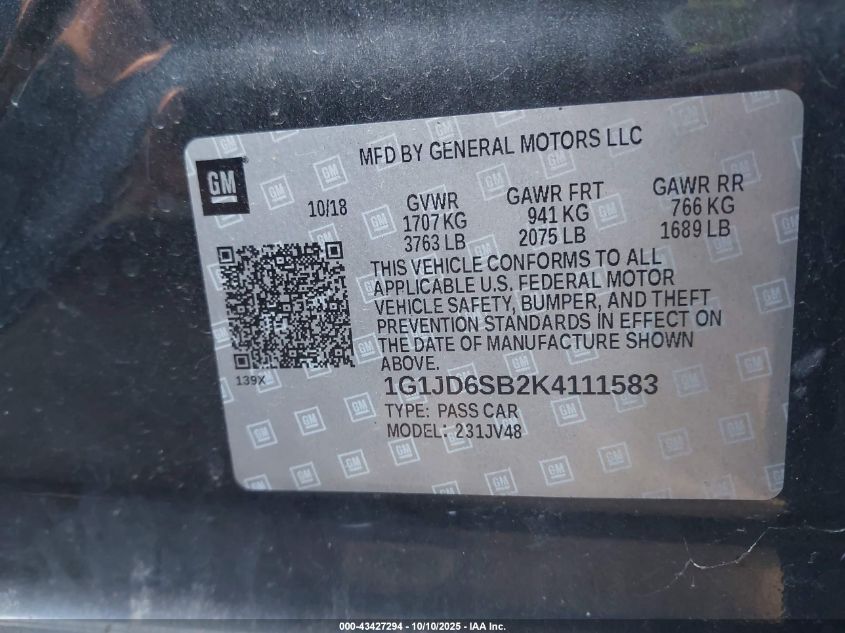 MFD BY GENERAL MOTORS LLC
GM
10/18
GVWR GAWR FRT GAWR RR
1707 KG 941 KG 766 KG
3763 LB 2075 LB 1689 LB
THIS VEHICLE CONFORMS TO ALL
APPLICABLE U.S. FEDERAL MOTOR
VEHICLE SAFETY, BUMPER, AND THEFT
PREVENTION STANDARDS IN EFFECT ON
THE DATE OF MANUFACTURE SHOWN
ABOVE.
139X
1G1JD6SB2K4111583
TYPE: PASS CAR
MODEL: 231JV48
000-43427294 - 10/10/2025 - IAA Inc.